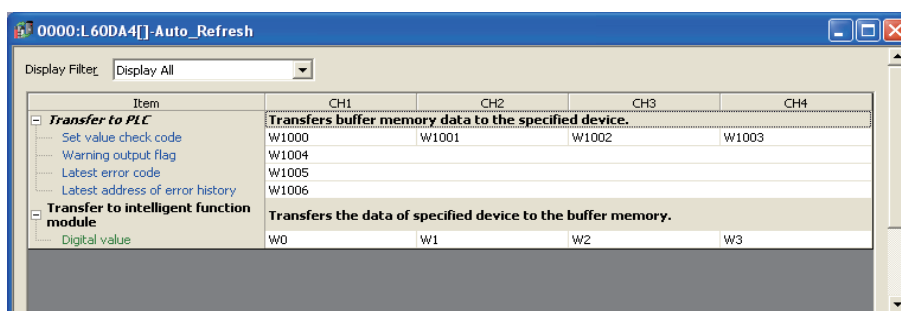 0000:L60DA4[]-Auto_Refresh
Display Filter Display All
Item CH1 CH2 CH3 CH4
Transfer to PLC Transfers buffer memory data to the specified device.
Set value check code W1000 W1001 W1002 W1003
Warning output flag W1004
Latest error code W1005
Latest address of error history W1006
Transfer to intelligent function module Transfers the data of specified device to the buffer memory.
Digital value W0 W1 W2 W3